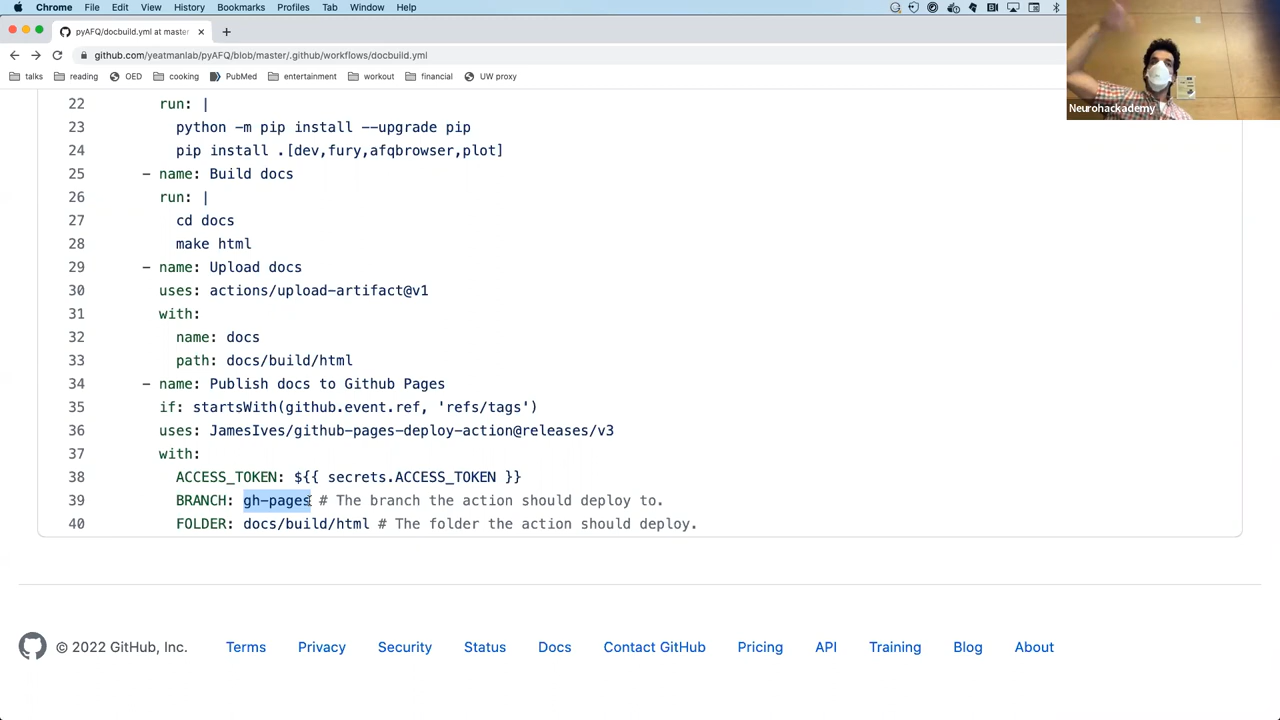 Chrome File Edit View History Bookmarks Profiles Tab Window Help
pyAFQ/docbuild.yml at master
github.com/yeatmanlab/pyAFQ/blob/master/.github/workflows/docbuild.yml
talks reading OED cooking PubMed entertainment workout financial UW proxy
Neurohackademy
22 run: |
23 python -m pip install --upgrade pip
24 pip install .[dev,fury,afqbrowser,plot]
25 - name: Build docs
26 run: |
27 cd docs
28 make html
29 - name: Upload docs
30 uses: actions/upload-artifact@v1
31 with:
32 name: docs
33 path: docs/build/html
34 - name: Publish docs to Github Pages
35 if: startsWith(github.event.ref, 'refs/tags')
36 uses: JamesIves/github-pages-deploy-action@releases/v3
37 with:
38 ACCESS_TOKEN: ${{ secrets.ACCESS_TOKEN }}
39 BRANCH: gh-pages # The branch the action should deploy to.
40 FOLDER: docs/build/html # The folder the action should deploy.
© 2022 GitHub, Inc. Terms Privacy Security Status Docs Contact GitHub Pricing API Training Blog About